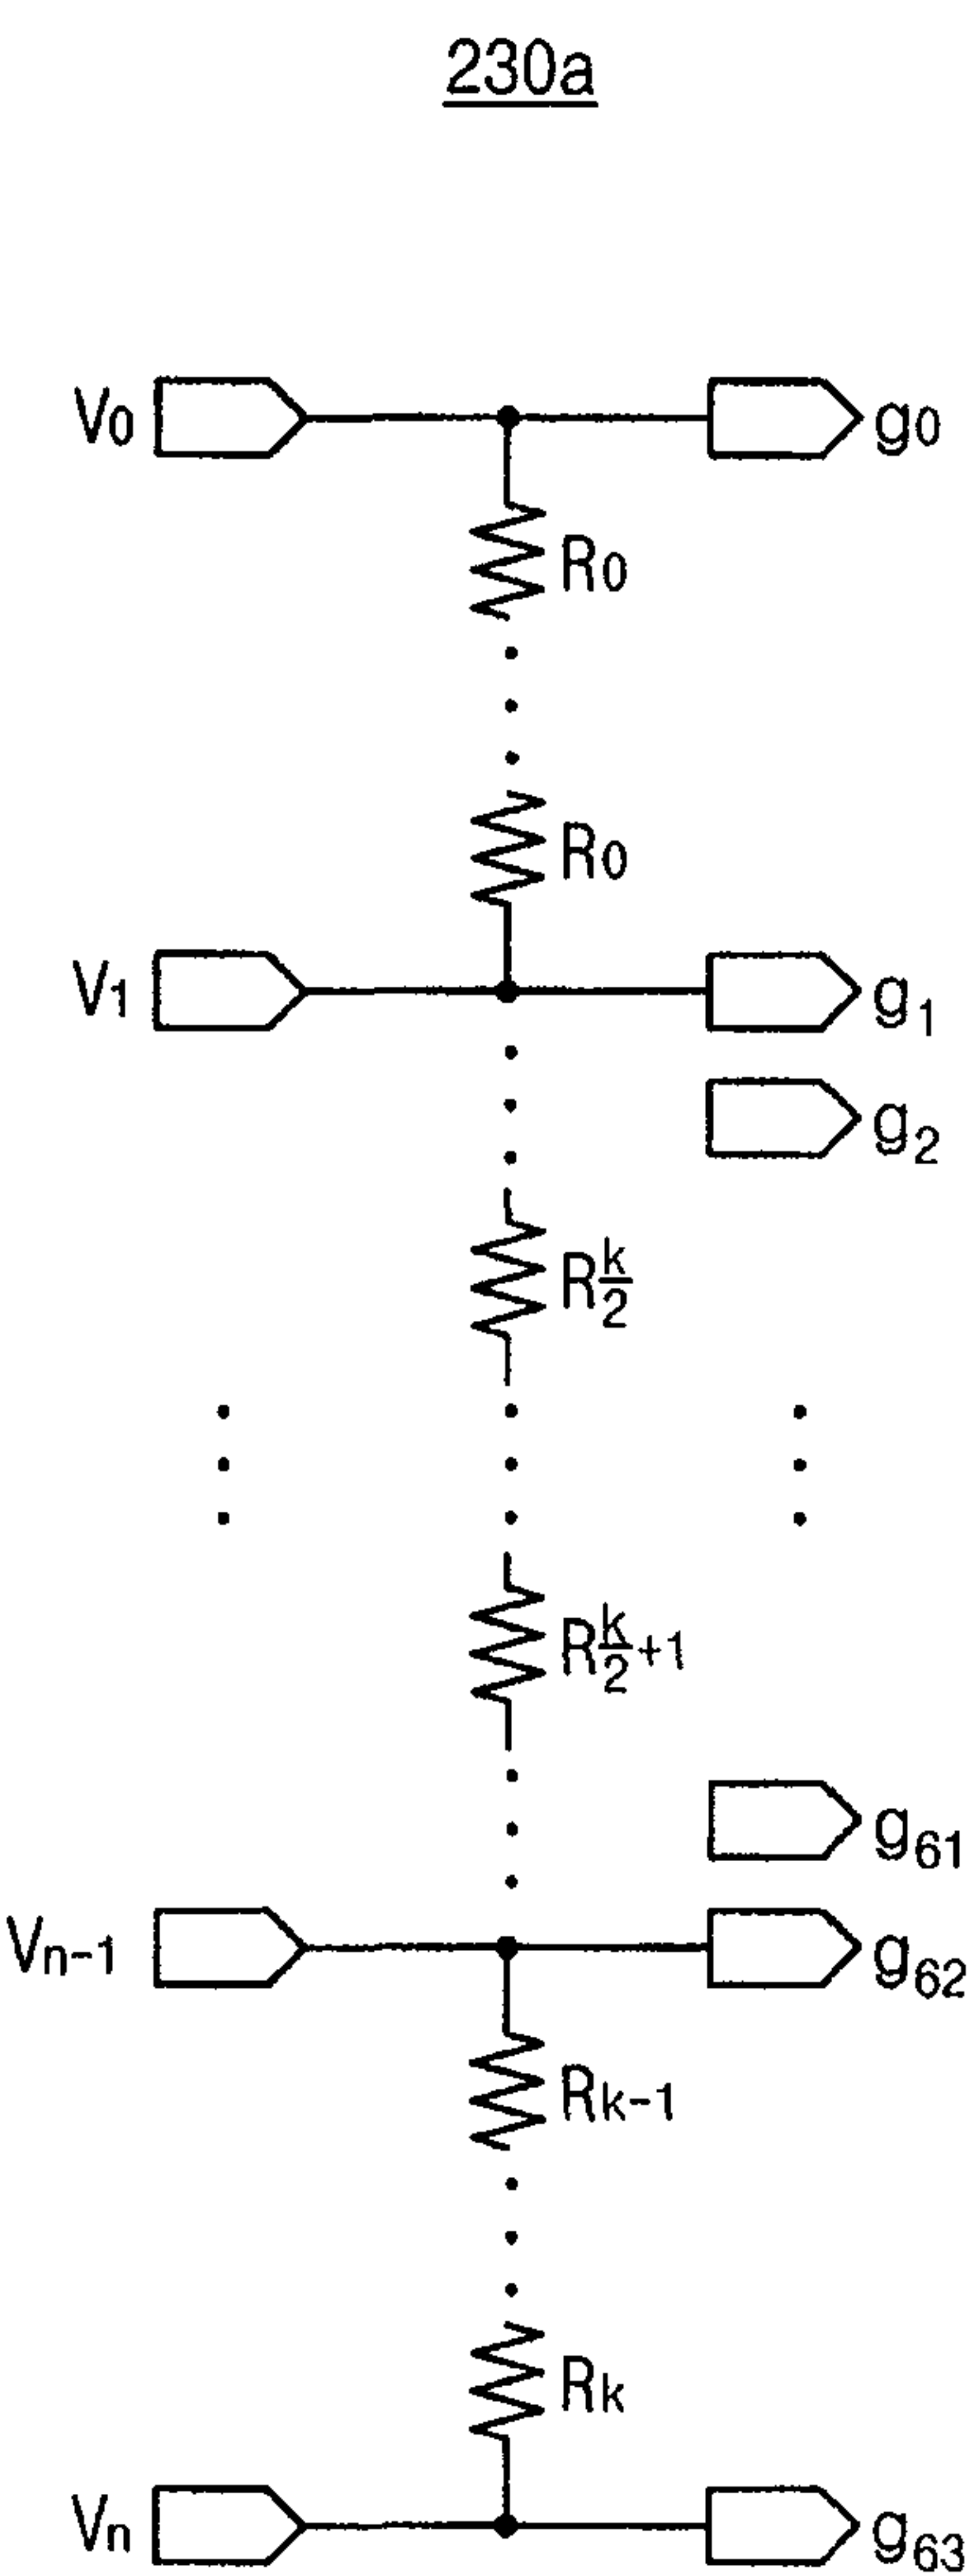 230a
V0 g0
R0
R0
V1 g1
g2
Rk/2
Rk/2+1
g61
Vn-1 g62
Rk-1
Rk
Vn g63